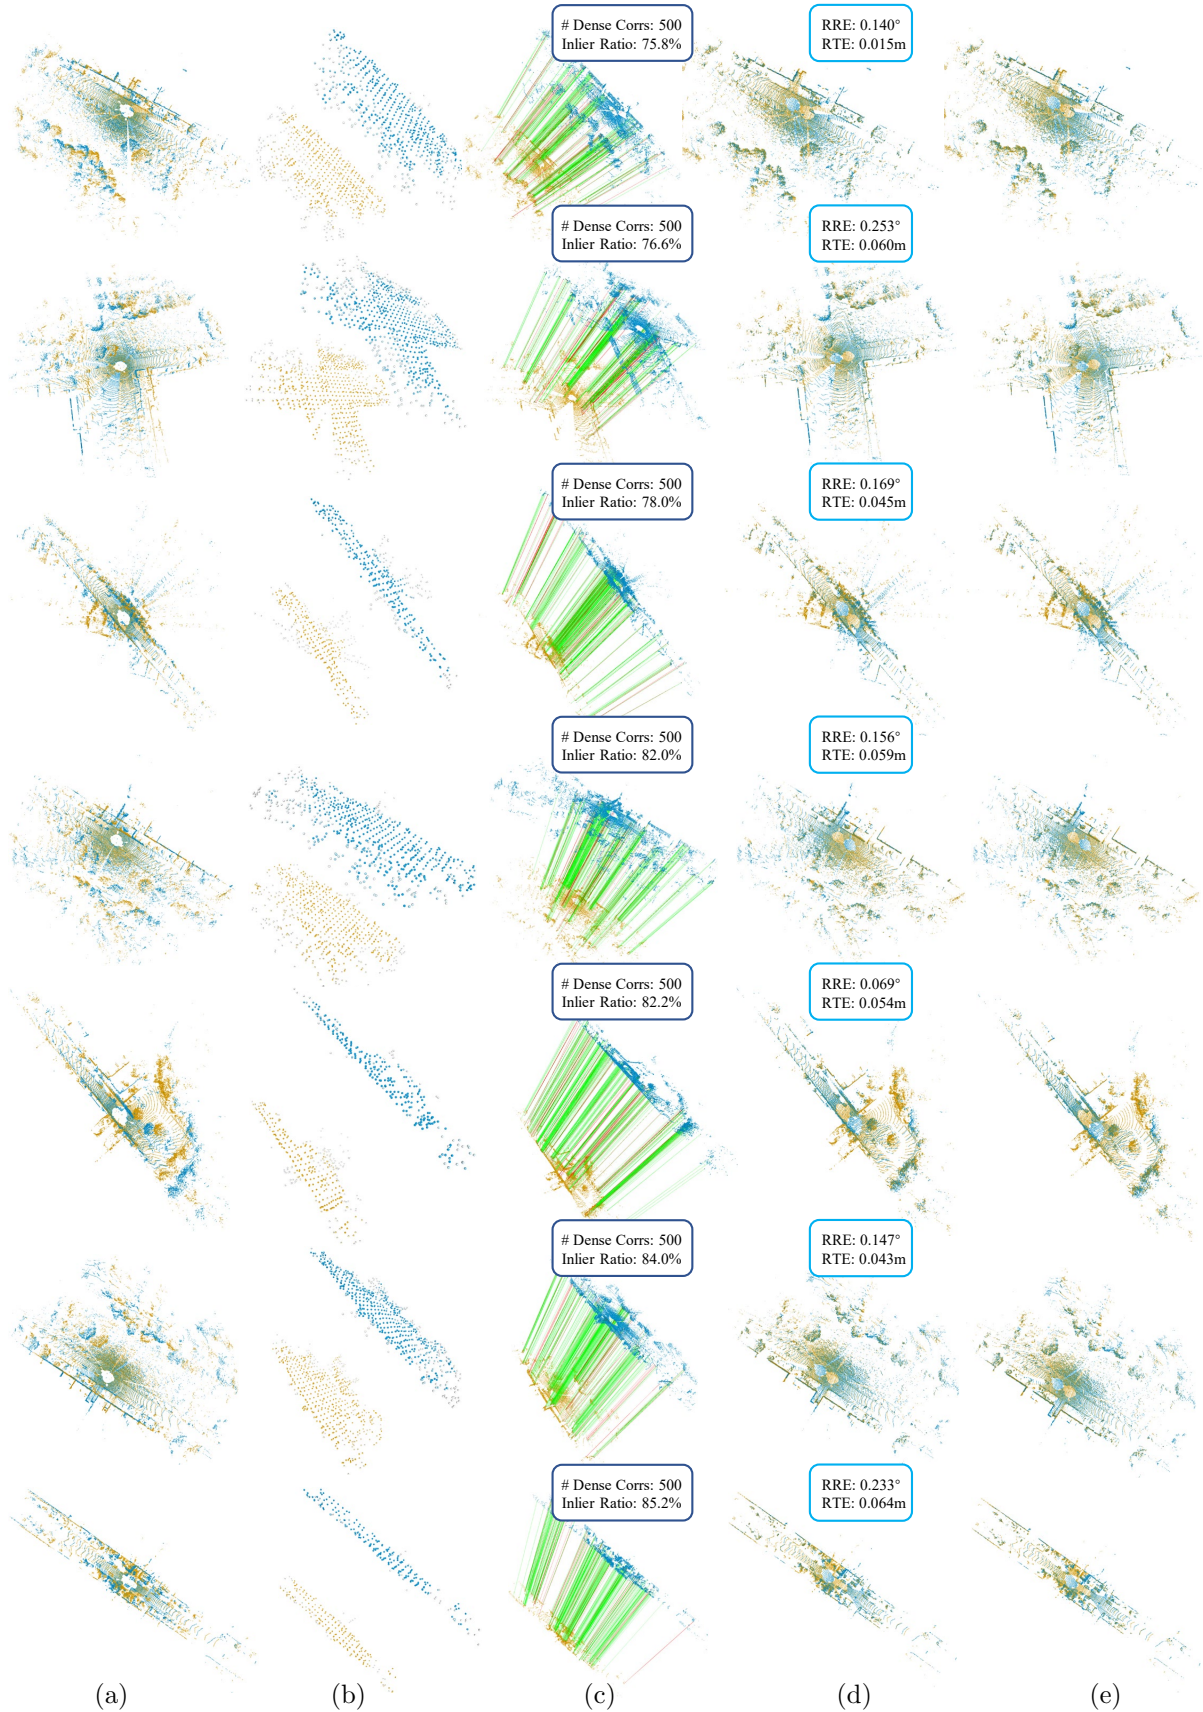 # Dense Corrs: 500
Inlier Ratio: 75.8%
RRE: 0.140°
RTE: 0.015m
# Dense Corrs: 500
Inlier Ratio: 76.6%
RRE: 0.253°
RTE: 0.060m
# Dense Corrs: 500
Inlier Ratio: 78.0%
RRE: 0.169°
RTE: 0.045m
# Dense Corrs: 500
Inlier Ratio: 82.0%
RRE: 0.156°
RTE: 0.059m
# Dense Corrs: 500
Inlier Ratio: 82.2%
RRE: 0.069°
RTE: 0.054m
# Dense Corrs: 500
Inlier Ratio: 84.0%
RRE: 0.147°
RTE: 0.043m
# Dense Corrs: 500
Inlier Ratio: 85.2%
RRE: 0.233°
RTE: 0.064m
(a) (b) (c) (d) (e)